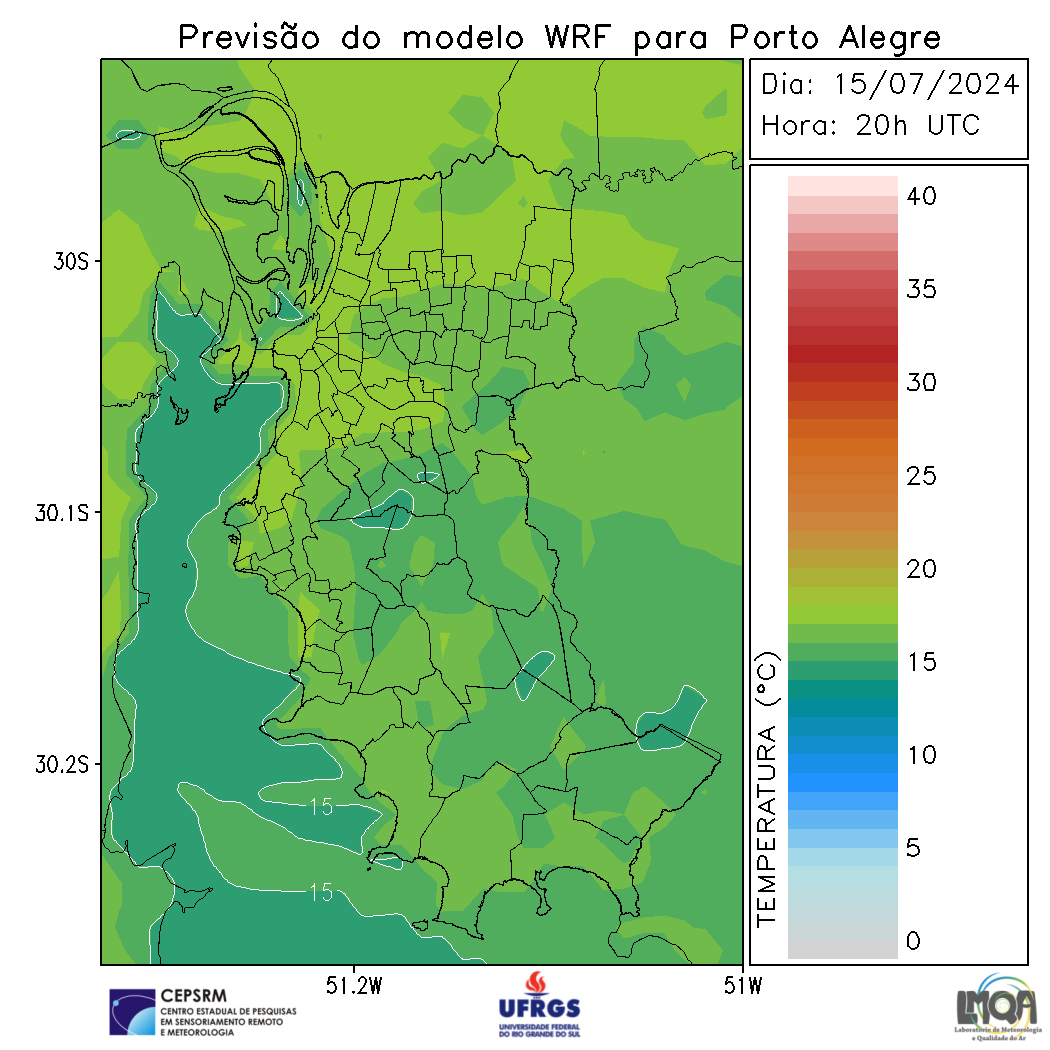 Previsão do modelo WRF para Porto Alegre
Dia: 15/07/2024
Hora: 20h UTC
40
35
30
25
20
15
10
5
0
TEMPERATURA (°C)
30S
30.1S
30.2S
15
15
51.2W
51W
CEPSRM
CENTRO ESTADUAL DE PESQUISAS
EM SENSORIAMENTO REMOTO
E METEOROLOGIA
UFRGS
UNIVERSIDADE FEDERAL
DO RIO GRANDE DO SUL
LMQA
Laboratório de Meteorologia
e Qualidade do Ar